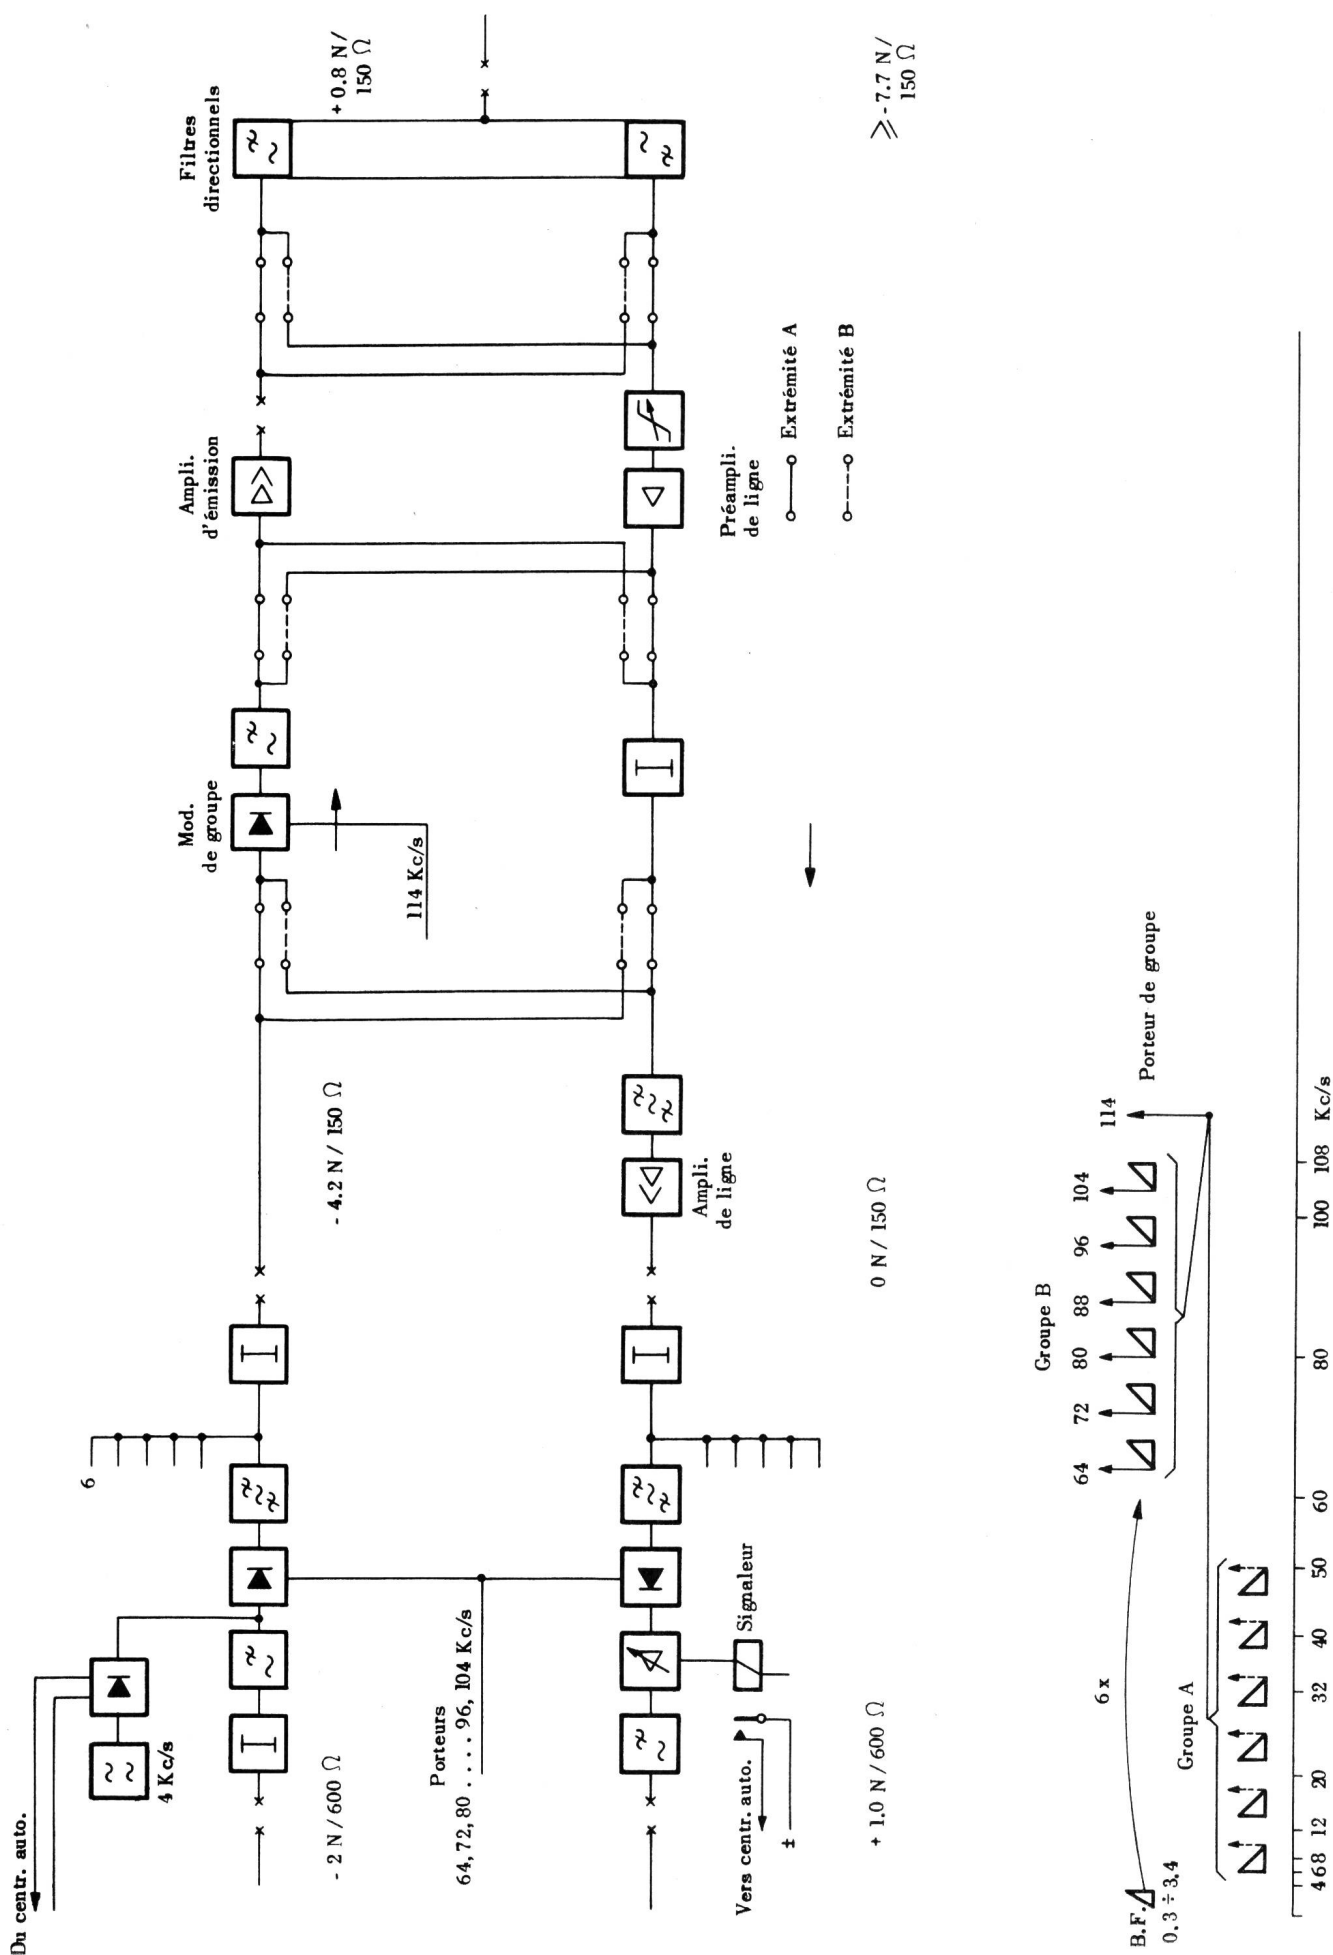 Du centr. auto.
4 Kc/s
6
- 2 N / 600 Ω
Porteurs
64, 72, 80 . . . . 96, 104 Kc/s
Vers centr. auto.
±
Signaleur
+ 1.0 N / 600 Ω
- 4.2 N / 150 Ω
Ampli.
de ligne
0 N / 150 Ω
Mod.
de groupe
114 Kc/s
Ampli.
d'émission
Préampli.
de ligne
Extrémité A
Extrémité B
Filtres
directionnels
+ 0.8 N /
150 Ω
⩾ - 7.7 N /
150 Ω
B.F.
0.3 ÷ 3.4
6 x
Groupe A
Groupe B
64 72 80 88 96 104 114
Porteur de groupe
4 6 8 12 20 32 40 50 60 80 100 108 Kc/s